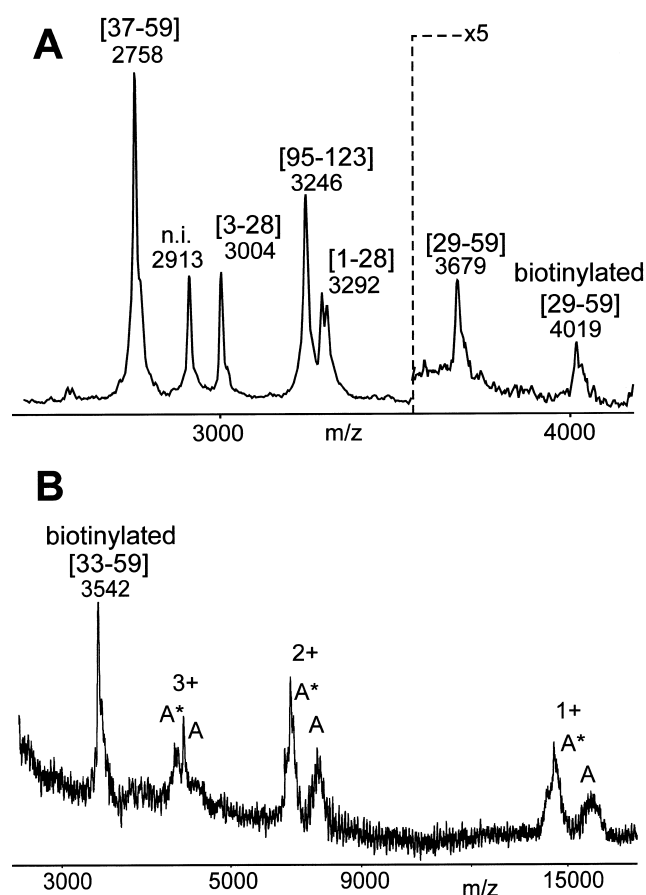 A
[37-59]
2758
x5
[95-123]
3246
n.i.
2913
[3-28]
3004
[1-28]
3292
[29-59]
3679
biotinylated
[29-59]
4019
3000
m/z
4000
B
biotinylated
[33-59]
3542
3+
A*
A
2+
A*
A
1+
A*
A
3000
5000
9000
m/z
15000